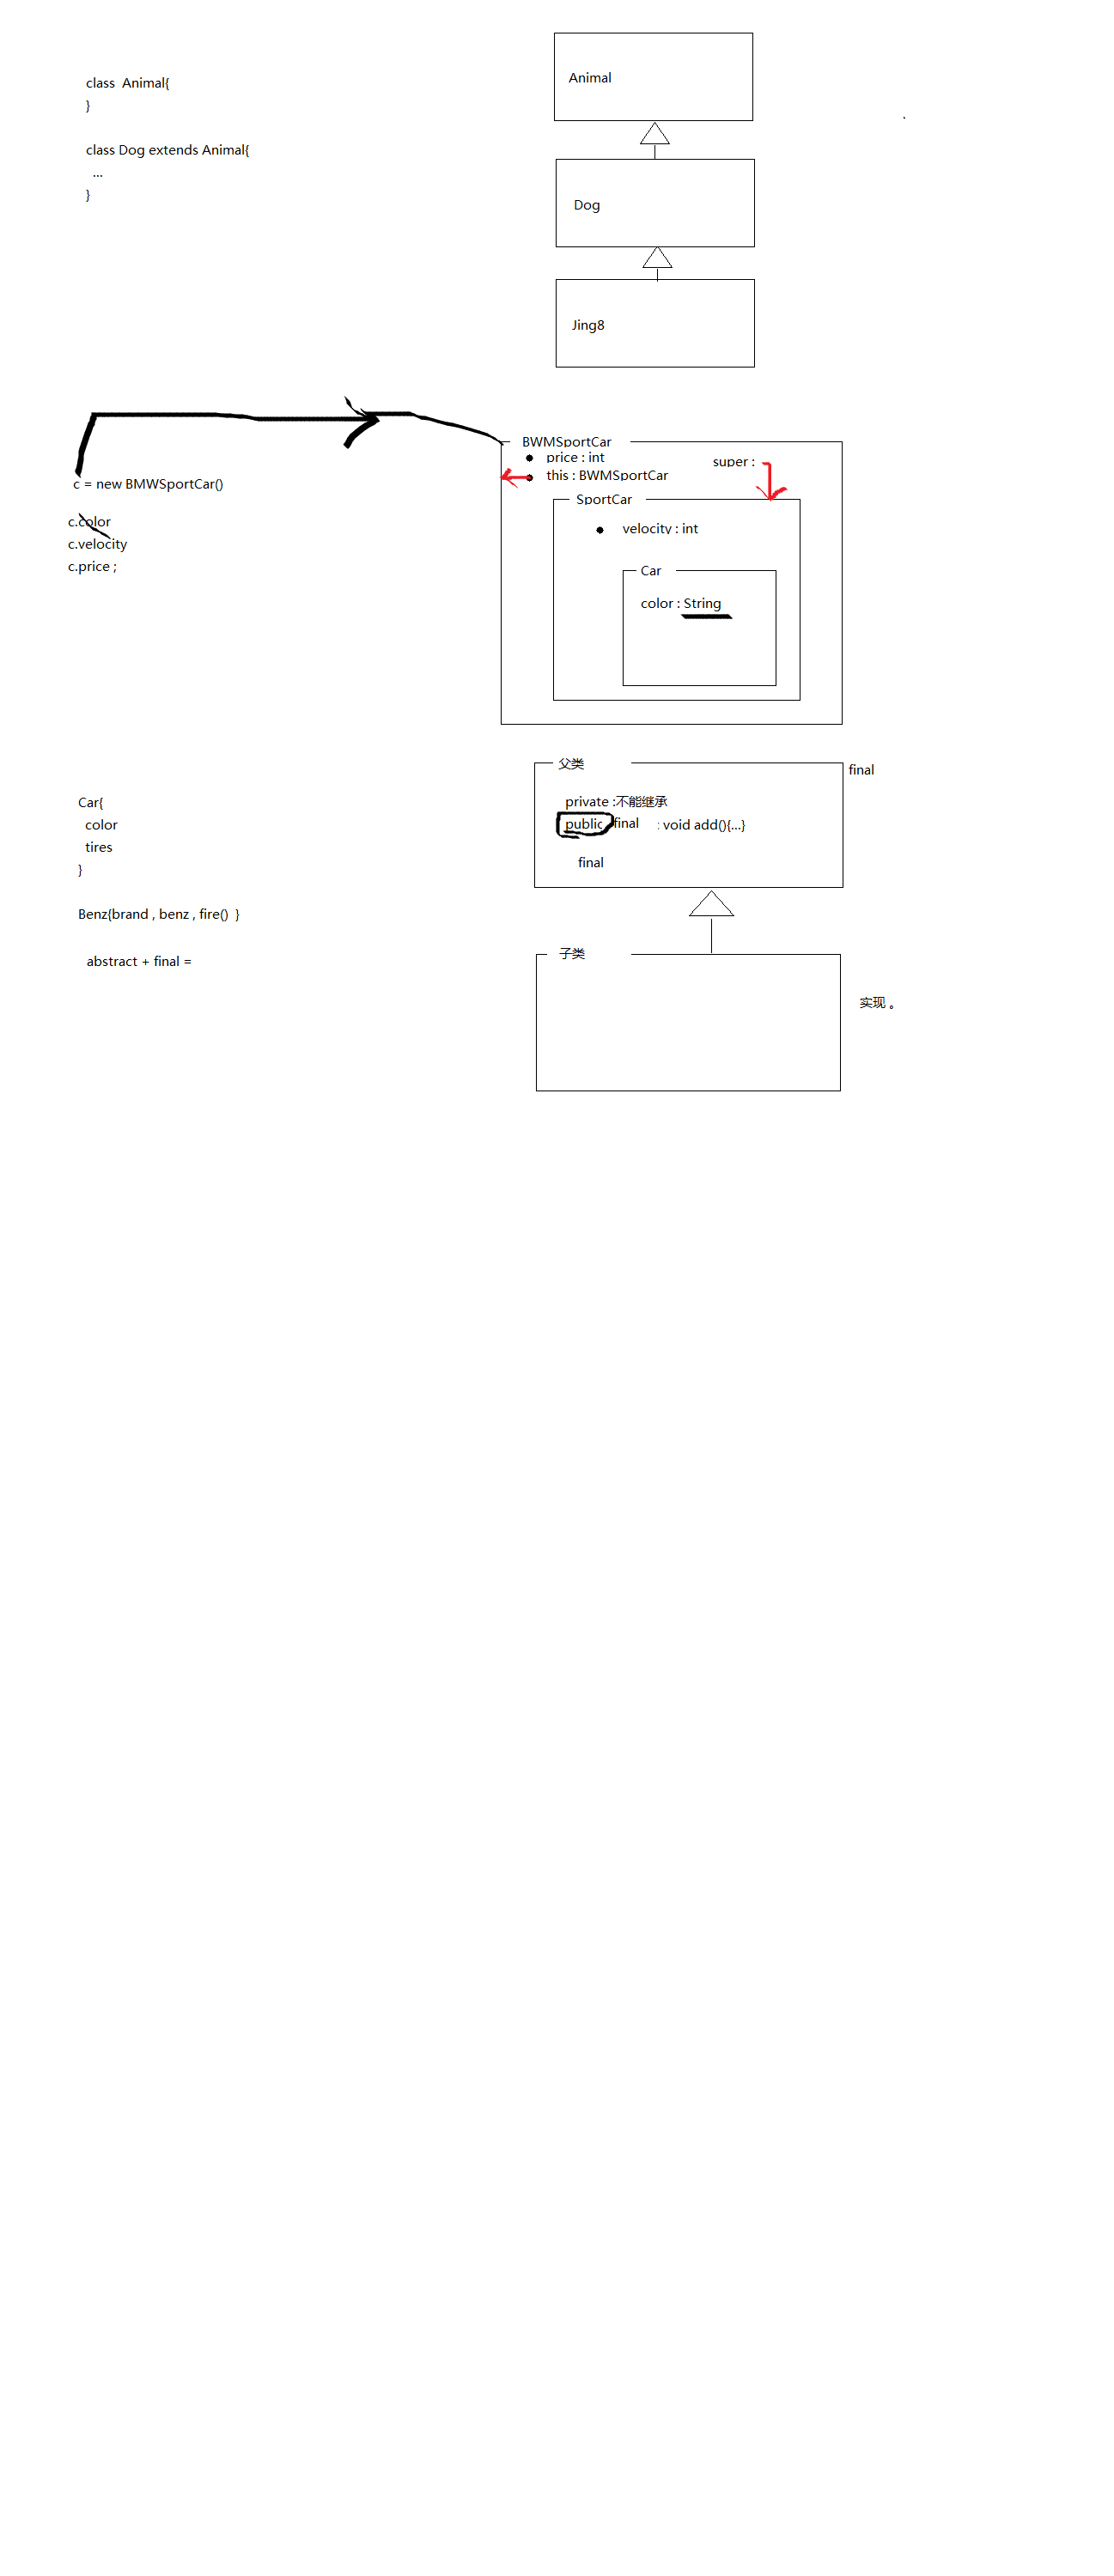 class  Animal{
}
class Dog extends Animal{
...
}
Animal
Dog
Jing8
c = new BMWSportCar()
c.color
c.velocity
c.price ;
BWMSportCar
price : int
this : BWMSportCar
super :
SportCar
velocity : int
Car
color : String
Car{
color
tires
}
Benz{brand , benz , fire()  }
abstract + final =
父类
final
private :不能继承
public final : void add(){...}
final
子类
实现 。